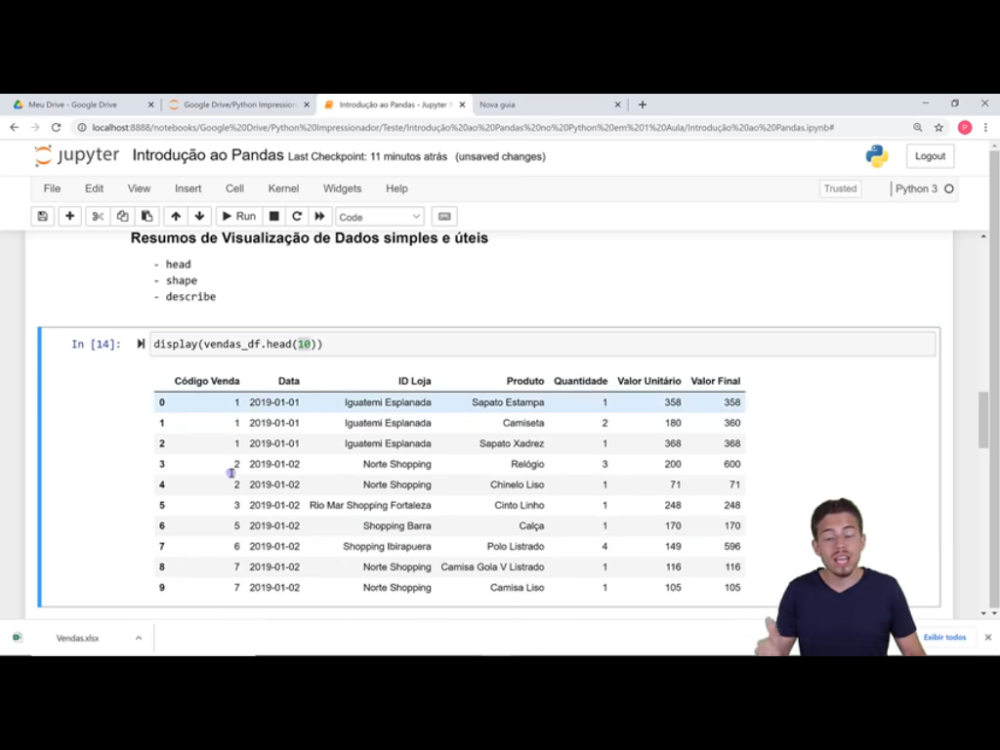 Meu Drive - Google Drive
Google Drive/Python Impression
Introdução ao Pandas - Jupyter
Nova guia
localhost:8888/notebooks/Google%20Drive/Python%20Impressionador/Teste/Introdução%20ao%20Pandas%20no%20Python%20em%201%20Aula/Introdução%20ao%20Pandas.ipynb#
P
jupyter Introdução ao Pandas Last Checkpoint: 11 minutos atrás (unsaved changes)
Logout
File Edit View Insert Cell Kernel Widgets Help Trusted Python 3
Run Code
Resumos de Visualização de Dados simples e úteis
- head
- shape
- describe
In [14]: display(vendas_df.head(10))
Código Venda Data ID Loja Produto Quantidade Valor Unitário Valor Final
0 1 2019-01-01 Iguatemi Esplanada Sapato Estampa 1 358 358
1 1 2019-01-01 Iguatemi Esplanada Camiseta 2 180 360
2 1 2019-01-01 Iguatemi Esplanada Sapato Xadrez 1 368 368
3 2 2019-01-02 Norte Shopping Relógio 3 200 600
4 2 2019-01-02 Norte Shopping Chinelo Liso 1 71 71
5 3 2019-01-02 Rio Mar Shopping Fortaleza Cinto Linho 1 248 248
6 5 2019-01-02 Shopping Barra Calça 1 170 170
7 6 2019-01-02 Shopping Ibirapuera Polo Listrado 4 149 596
8 7 2019-01-02 Norte Shopping Camisa Gola V Listrado 1 116 116
9 7 2019-01-02 Norte Shopping Camisa Liso 1 105 105
Vendas.xlsx
Exibir todos